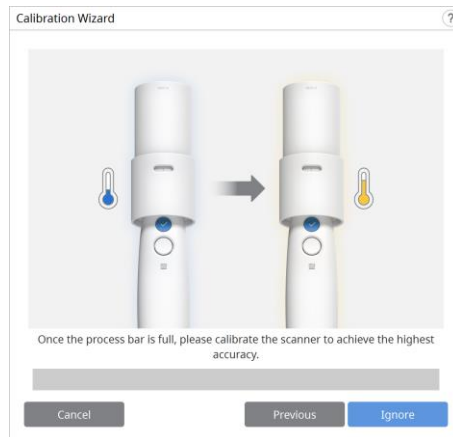 Calibration Wizard
?
Once the process bar is full, please calibrate the scanner to achieve the highest
accuracy.
Cancel
Previous
Ignore